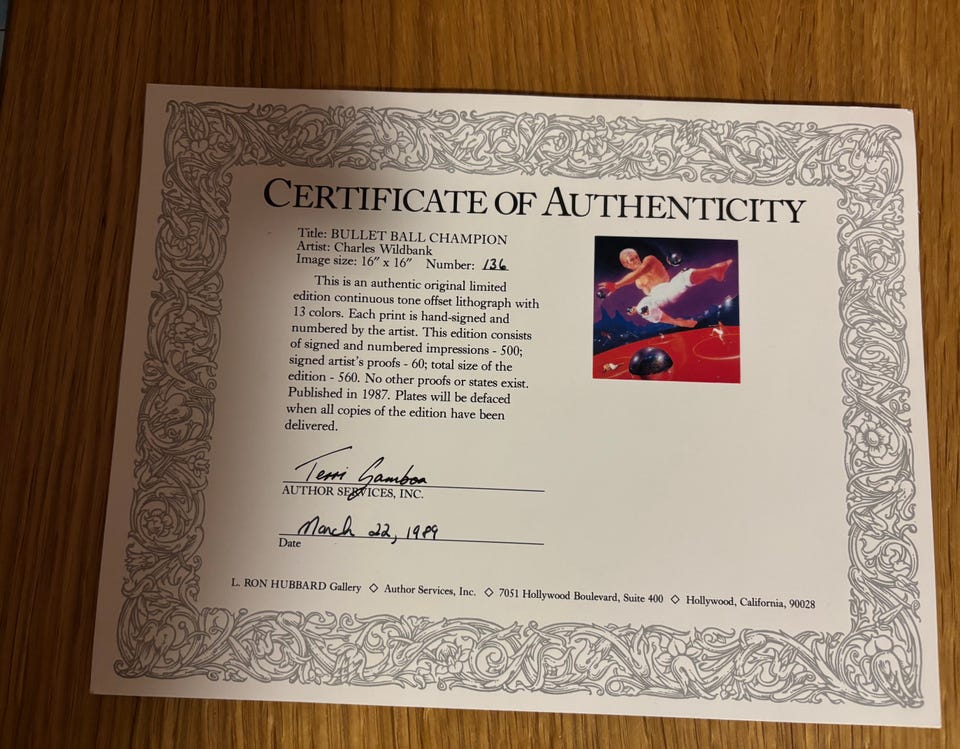 CERTIFICATE OF AUTHENTICITY
Title: BULLET BALL CHAMPION
Artist: Charles Wildbank
Image size: 16″ x 16″ Number: 136
This is an authentic original limited
edition continuous tone offset lithograph with
13 colors. Each print is hand-signed and
numbered by the artist. This edition consists
of signed and numbered impressions - 500;
signed artist's proofs - 60; total size of the
edition - 560. No other proofs or states exist.
Published in 1987. Plates will be defaced
when all copies of the edition have been
delivered.
Terri Gamboa
AUTHOR SERVICES, INC.
March 22, 1989
Date
L. RON HUBBARD Gallery ◇ Author Services, Inc. ◇ 7051 Hollywood Boulevard, Suite 400 ◇ Hollywood, California, 90028